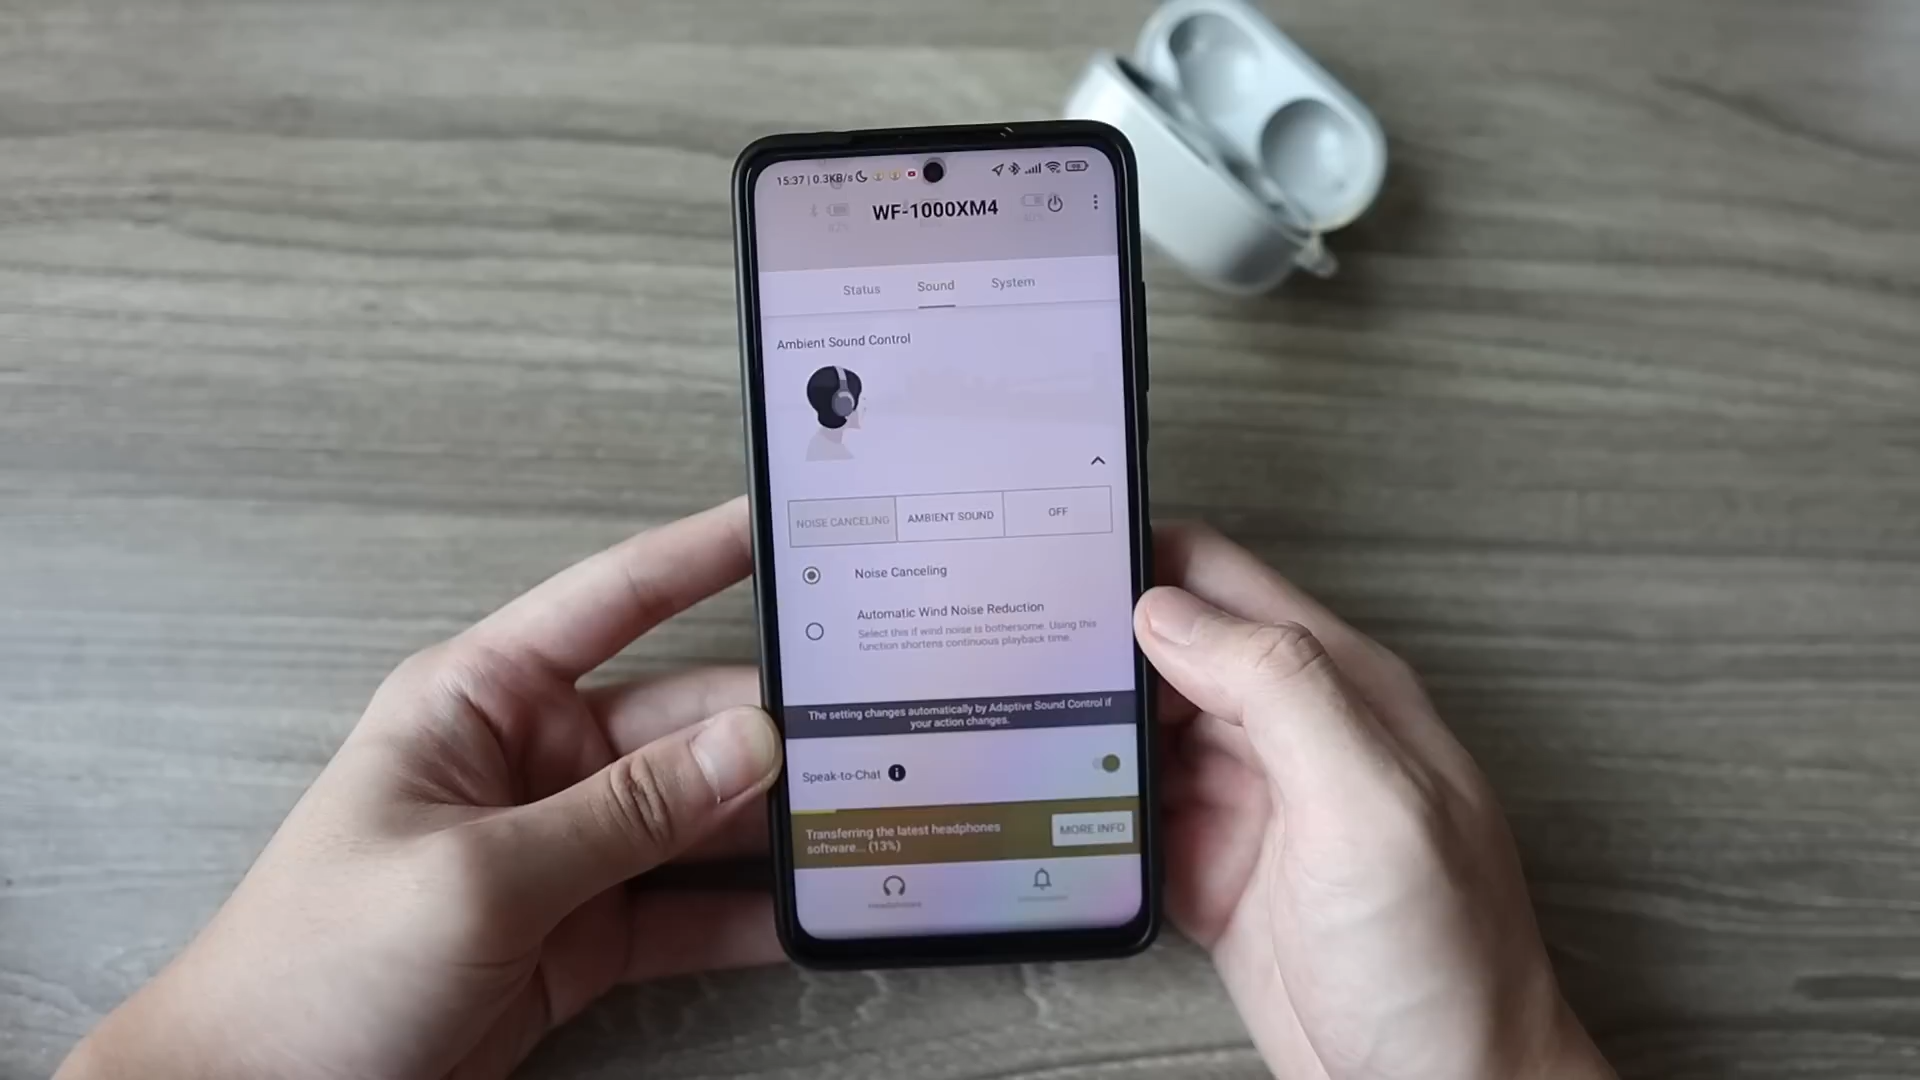 15:37 | 0.3KB/s
WF-1000XM4
Status Sound System
Ambient Sound Control
NOISE CANCELING AMBIENT SOUND OFF
Noise Canceling
Automatic Wind Noise Reduction
Select this if wind noise is bothersome. Using this
function shortens continuous playback time.
The setting changes automatically by Adaptive Sound Control if
your action changes.
Speak-to-Chat
Transferring the latest headphones
software... (13%)
MORE INFO
Headphones